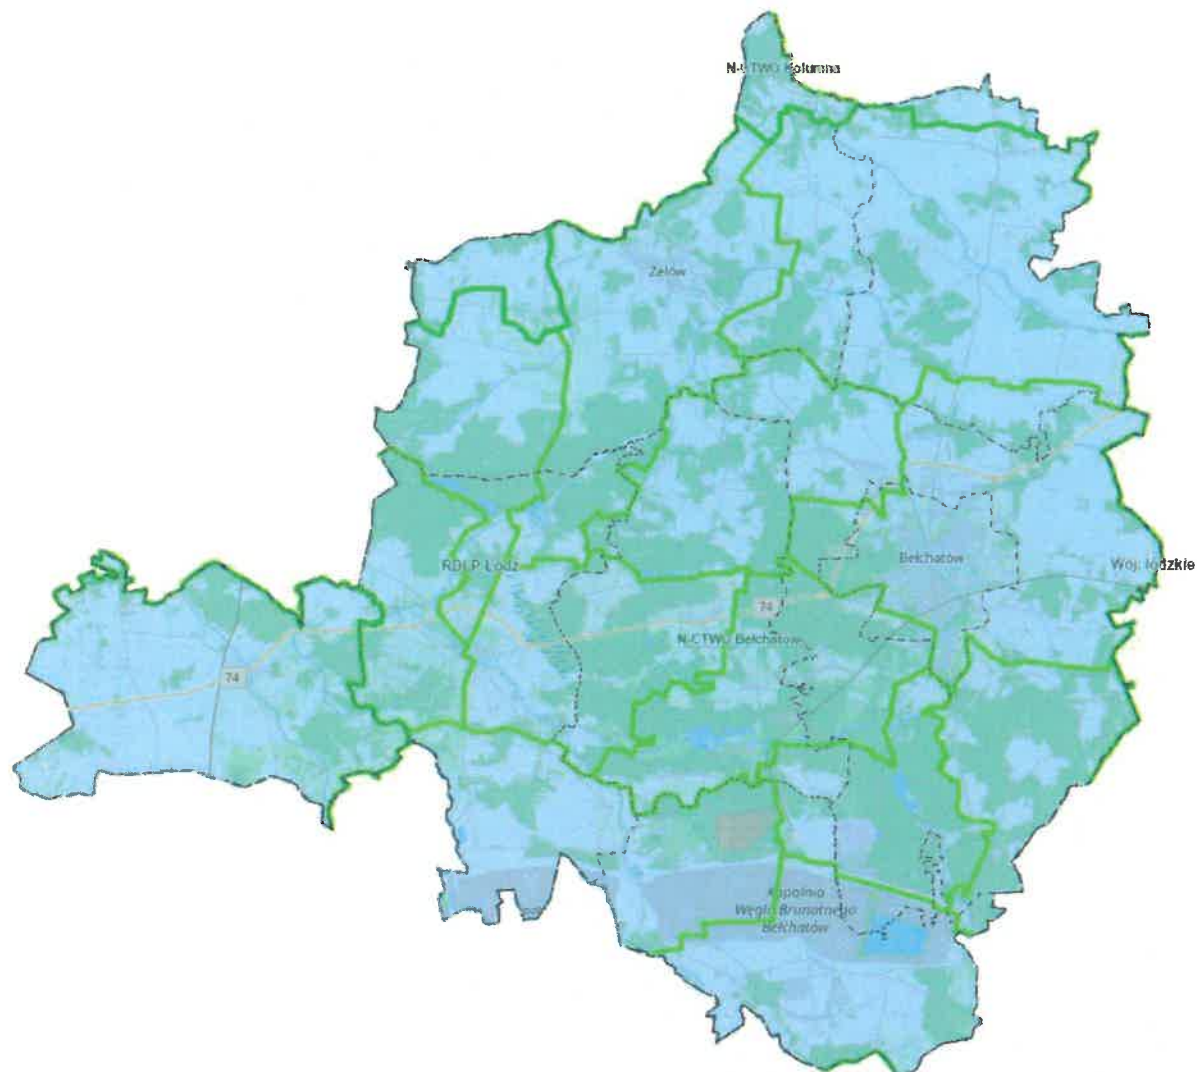 N-CTWO Kolumna
Zelów
RDLP Łódź
Bełchatów
Woj. łódzkie
74
N-CTWO Bełchatów
74
Kopalnia
Węgla Brunatnego
Bełchatów